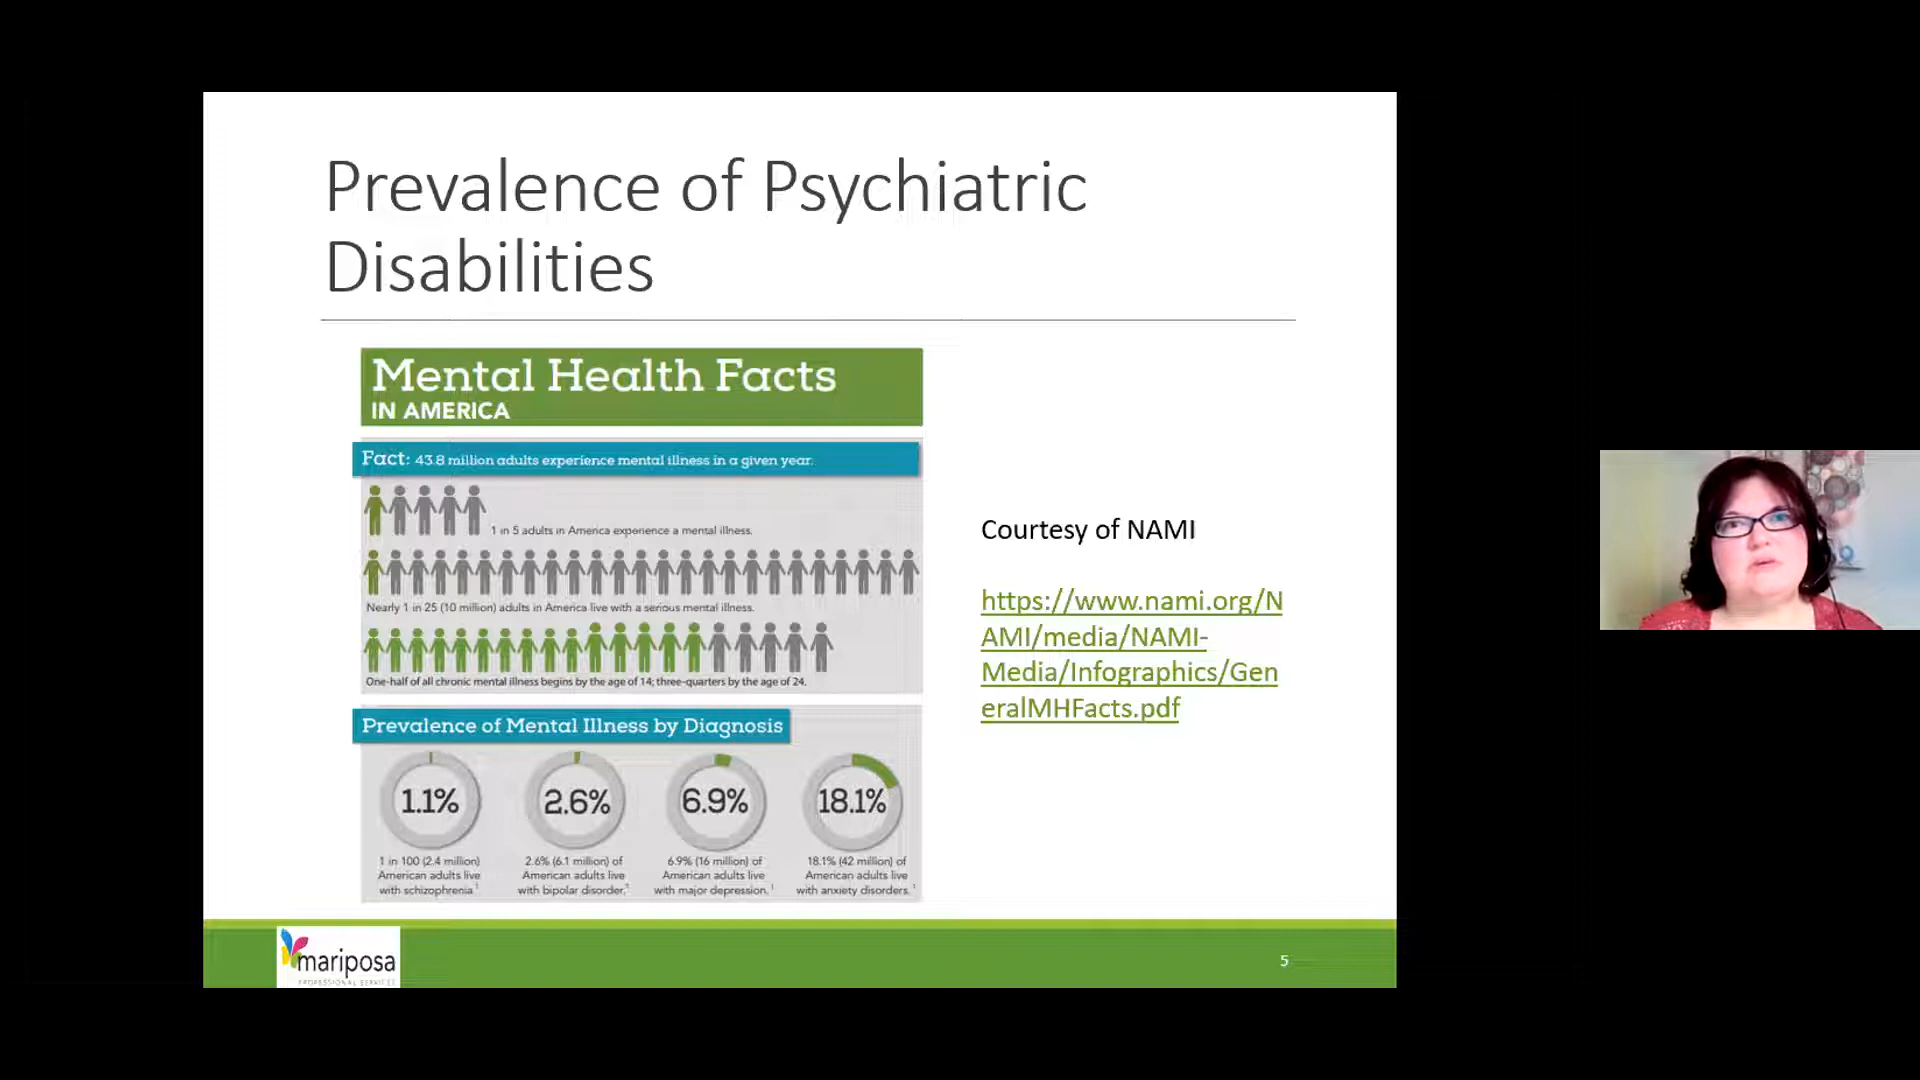 Prevalence of Psychiatric
Disabilities
Mental Health Facts
IN AMERICA
Fact: 43.8 million adults experience mental illness in a given year.
1 in 5 adults in America experience a mental illness.
Nearly 1 in 25 (10 million) adults in America live with a serious mental illness.
One-half of all chronic mental illness begins by the age of 14; three-quarters by the age of 24.
Prevalence of Mental Illness by Diagnosis
1.1%
1 in 100 (2.4 million)
American adults live
with schizophrenia.1
2.6%
2.6% (6.1 million) of
American adults live
with bipolar disorder.1
6.9%
6.9% (16 million) of
American adults live
with major depression.1
18.1%
18.1% (42 million) of
American adults live
with anxiety disorders.1
Courtesy of NAMI
https://www.nami.org/N
AMI/media/NAMI-
Media/Infographics/Gen
eralMHFacts.pdf
mariposa
PROFESSIONAL SERVICES
5